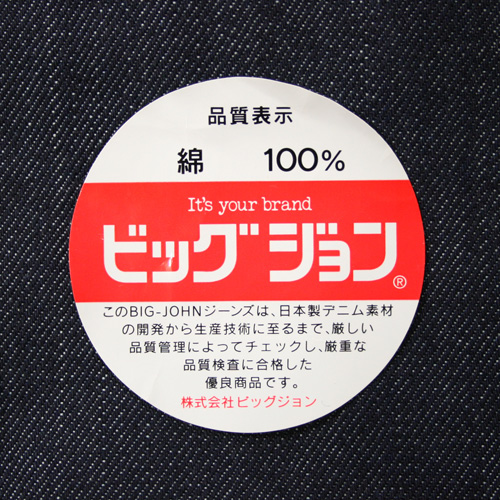 品質表示
綿 100%
It's your brand
ビッグジョン®
このBIG-JOHNジーンズは、日本製デニム素材
の開発から生産技術に至るまで、厳しい
品質管理によってチェックし、厳重な
品質検査に合格した
優良商品です。
株式会社ビッグジョン